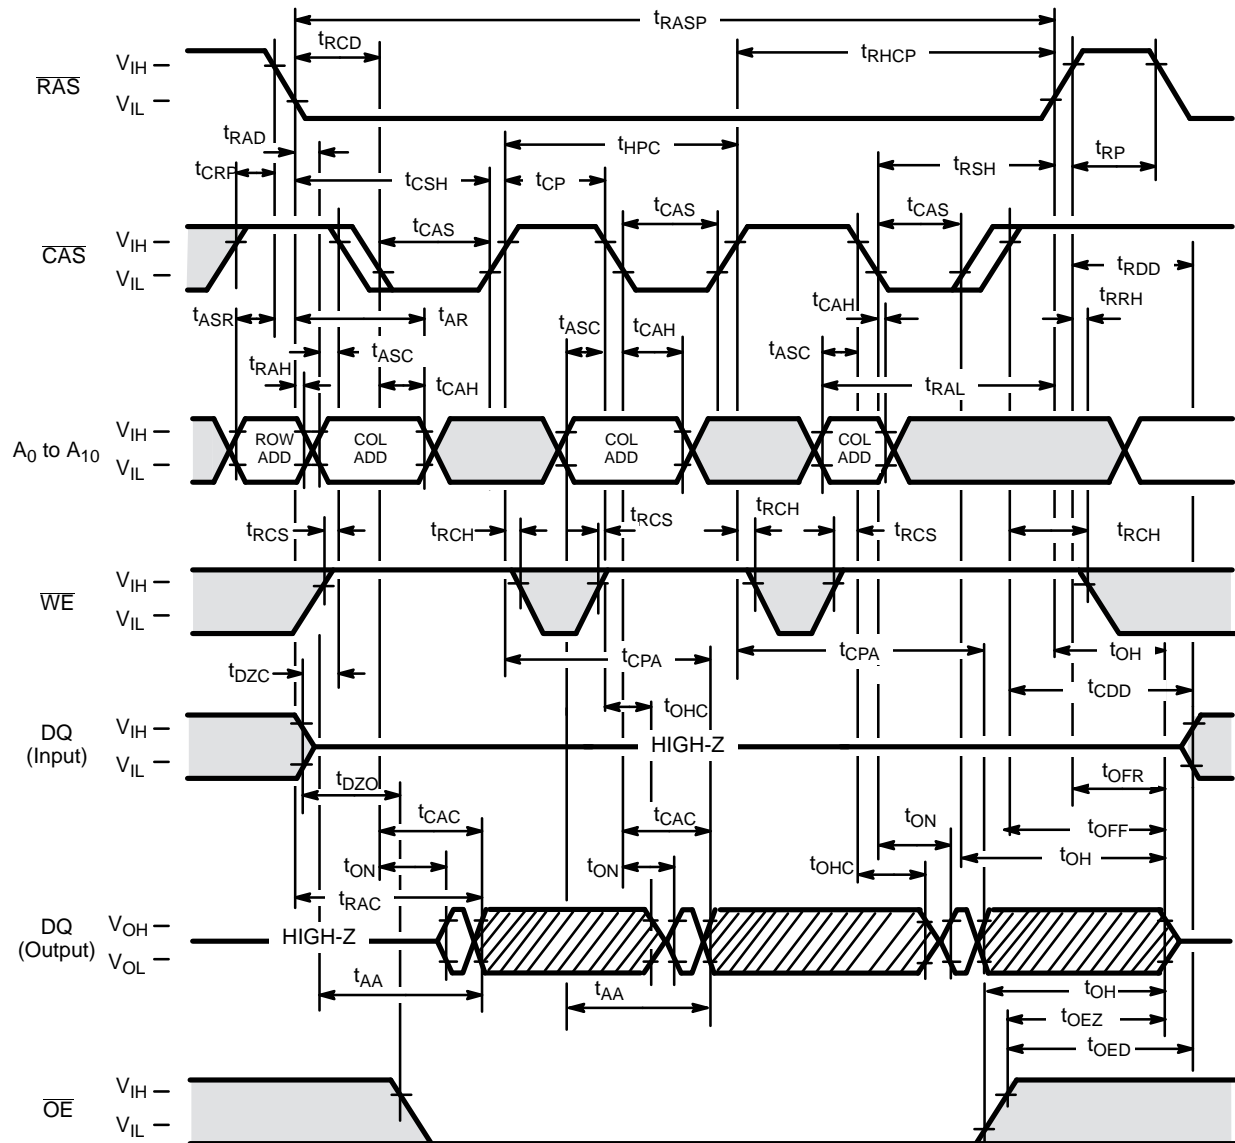 tRASP
tRCD
tRHCP
RAS
VIH
VIL
tRAD
tHPC
tRP
tCRP
tCSH
tCP
tRSH
tCAS
tCAS
tCAS
CAS
VIH
VIL
tRDD
tCAH
tRRH
tASR
tAR
tASC
tCAH
tASC
tASC
tRAH
tCAH
tRAL
A0 to A10
VIH
VIL
ROW
ADD
COL
ADD
COL
ADD
COL
ADD
tRCS
tRCH
tRCS
tRCH
tRCS
tRCH
WE
VIH
VIL
tCPA
tCPA
tOH
tDZC
tCDD
tOHC
DQ
(Input)
VIH
VIL
HIGH-Z
tDZO
tOFR
tCAC
tCAC
tON
tOFF
tON
tON
tOHC
tOH
tRAC
DQ
(Output)
VOH
VOL
HIGH-Z
tAA
tAA
tOH
tOEZ
tOED
OE
VIH
VIL